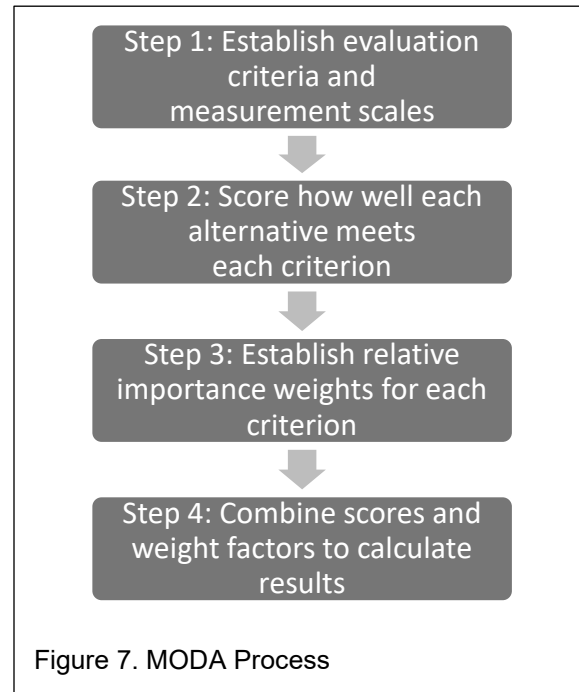 Step 1: Establish evaluation
criteria and
measurement scales
Step 2: Score how well each
alternative meets
each criterion
Step 3: Establish relative
importance weights for each
criterion
Step 4: Combine scores and
weight factors to calculate
results
Figure 7. MODA Process